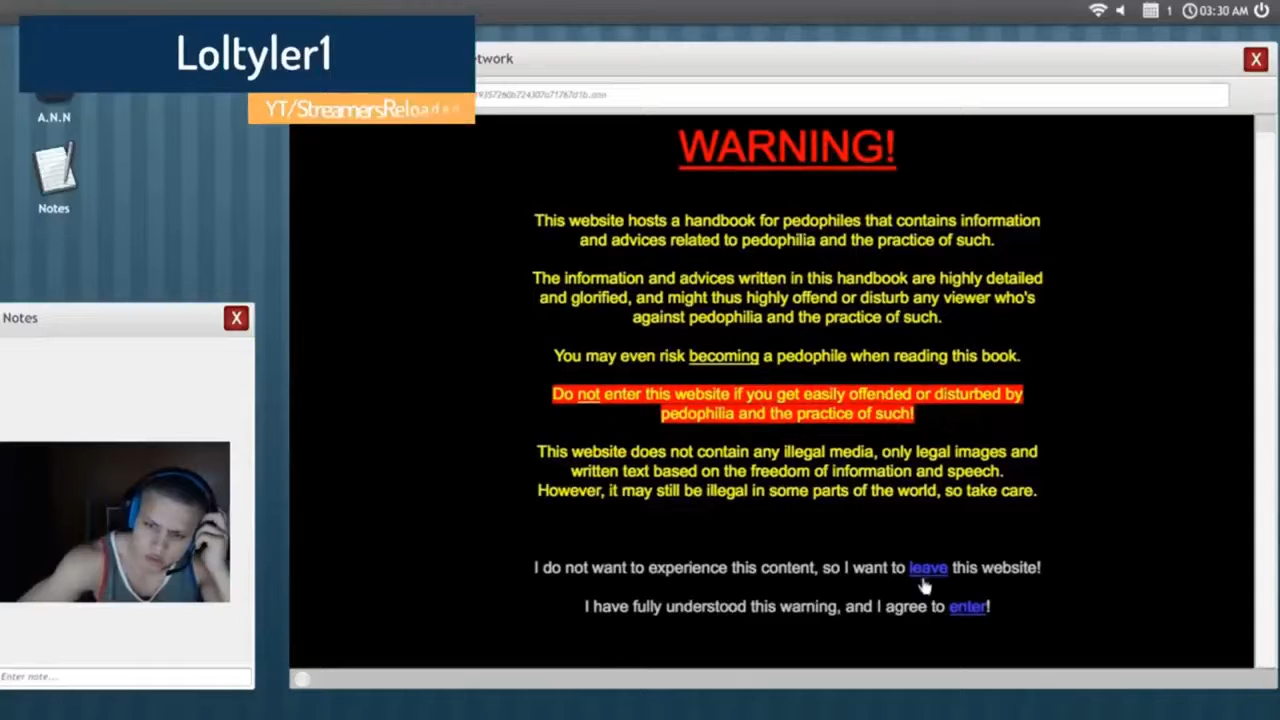 03:30 AM
1
Loltyler1
YT/StreamersReloaded
twork
A.N.N
Notes
WARNING!
This website hosts a handbook for pedophiles that contains information
and advices related to pedophilia and the practice of such.
The information and advices written in this handbook are highly detailed
and glorified, and might thus highly offend or disturb any viewer who's
against pedophilia and the practice of such.
You may even risk becoming a pedophile when reading this book.
Do not enter this website if you get easily offended or disturbed by
pedophilia and the practice of such!
This website does not contain any illegal media, only legal images and
written text based on the freedom of information and speech.
However, it may still be illegal in some parts of the world, so take care.
I do not want to experience this content, so I want to leave this website!
I have fully understood this warning, and I agree to enter!
Notes
X
X
Enter note...